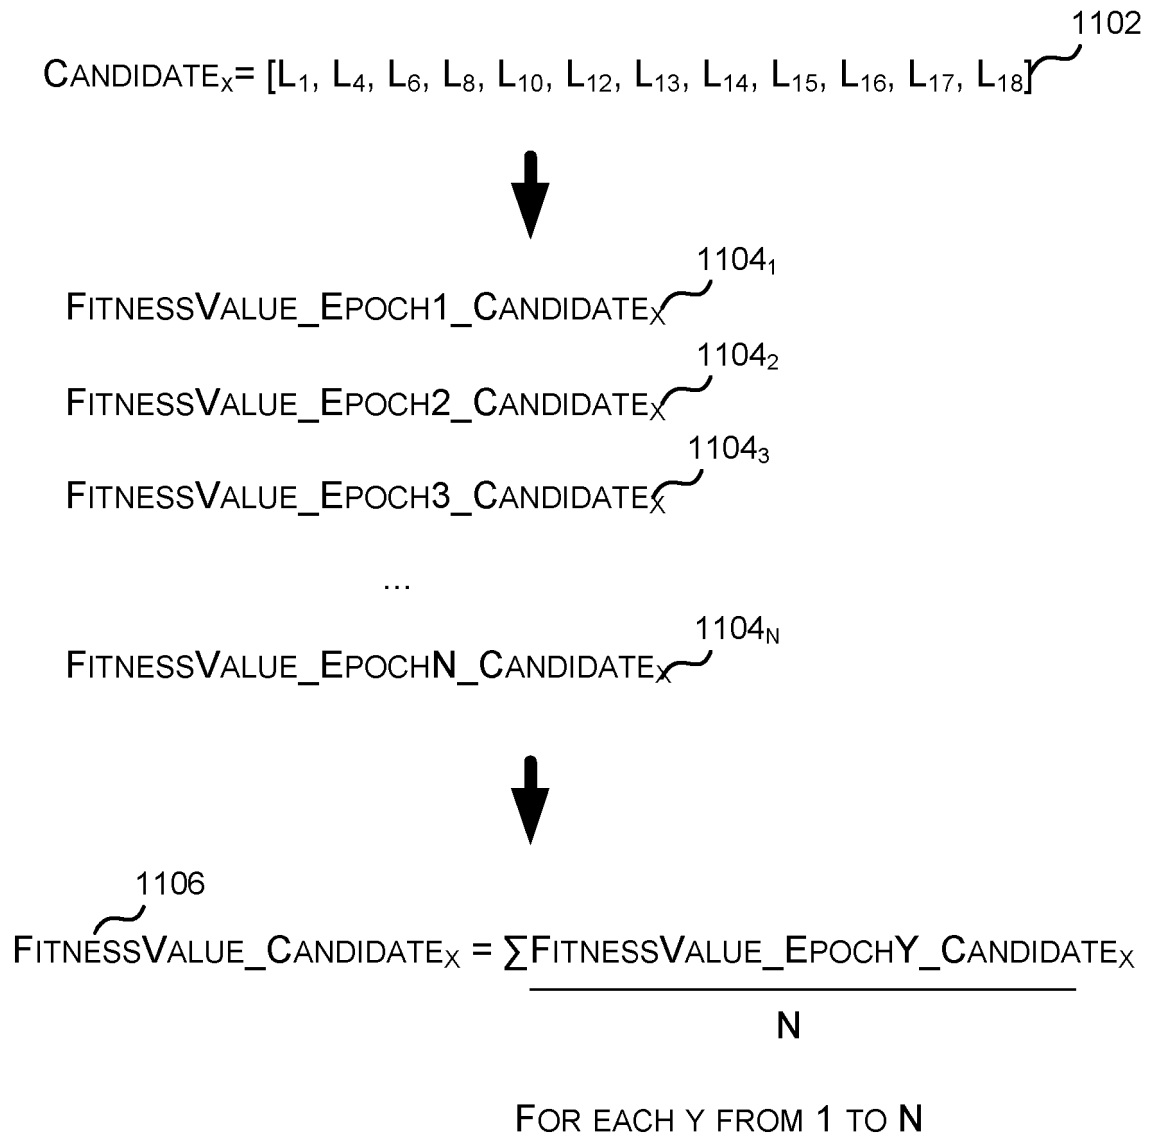 1102
CANDIDATEₓ= [L₁, L₄, L₆, L₈, L₁₀, L₁₂, L₁₃, L₁₄, L₁₅, L₁₆, L₁₇, L₁₈]
1104₁
FITNESSVALUE_EPOCH1_CANDIDATEX
1104₂
FITNESSVALUE_EPOCH2_CANDIDATEX
1104₃
FITNESSVALUE_EPOCH3_CANDIDATEX
...
1104N
FITNESSVALUE_EPOCHN_CANDIDATEX
1106
FITNESSVALUE_CANDIDATEX = ∑FITNESSVALUE_EPOCHY_CANDIDATEX
N
FOR EACH Y FROM 1 TO N